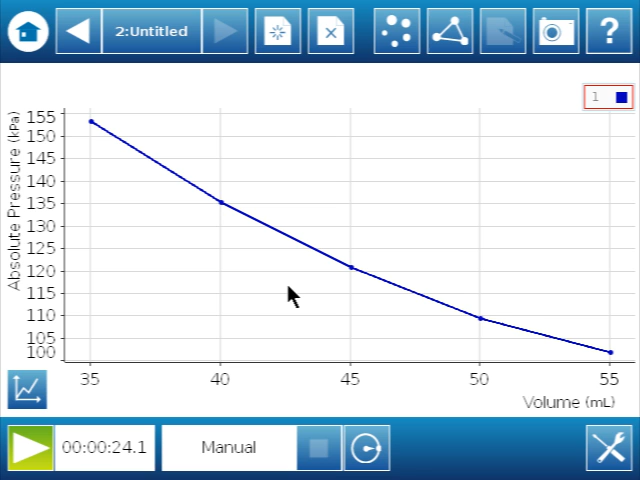 2:Untitled
?
1
Absolute Pressure (kPa)
155
150
145
140
135
130
125
120
115
110
105
100
35 40 45 50 55
Volume (mL)
00:00:24.1 Manual